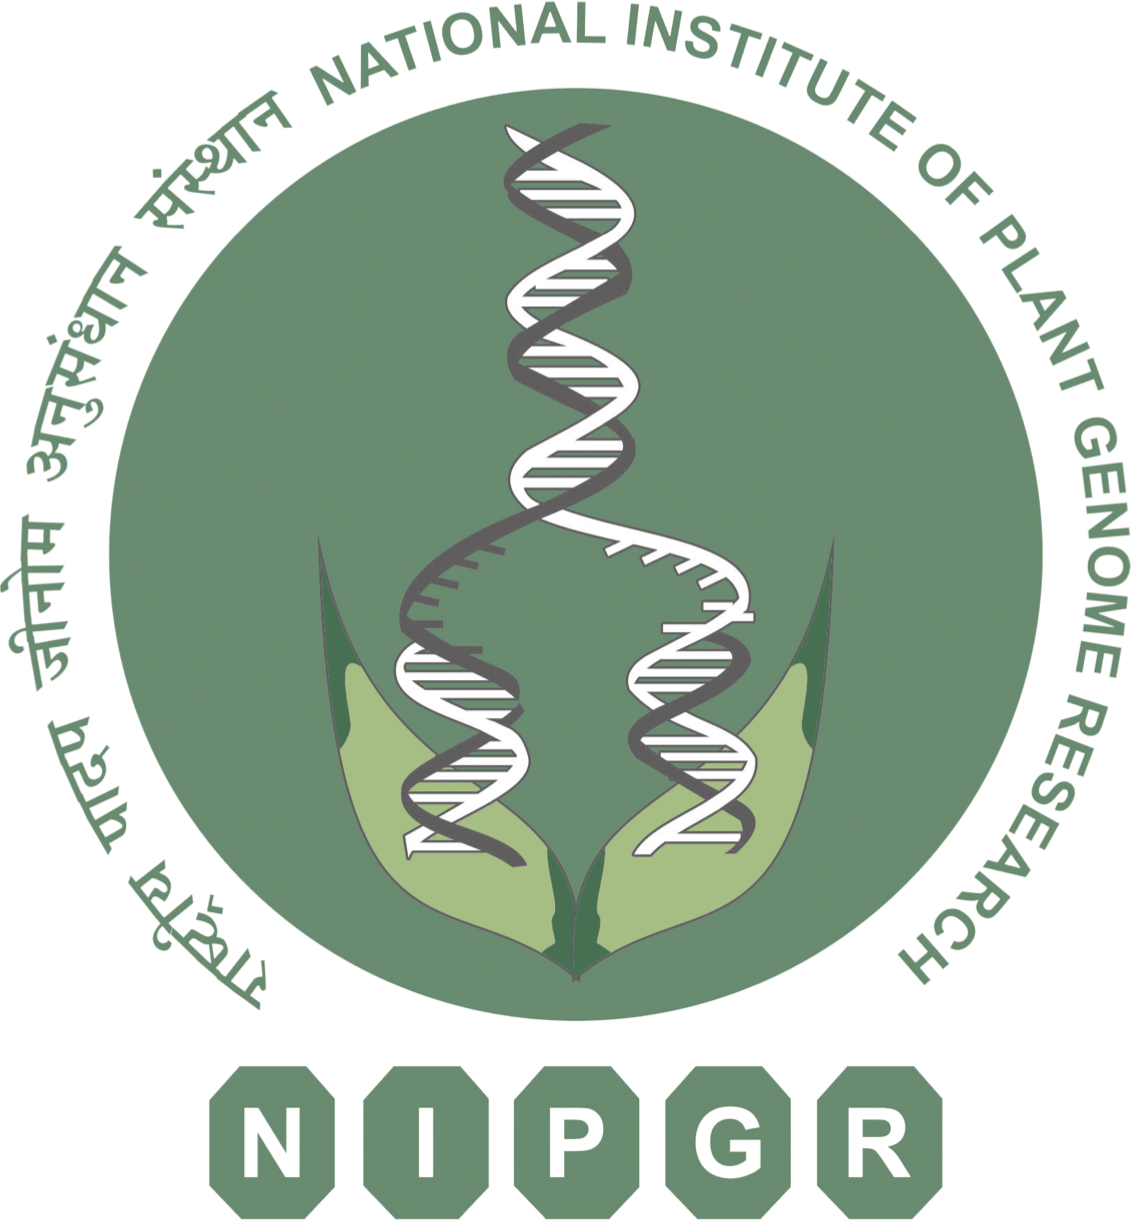 राष्ट्रीय पादप जीनोम अनुसंधान संस्थान
NATIONAL INSTITUTE OF PLANT GENOME RESEARCH
NIPGR